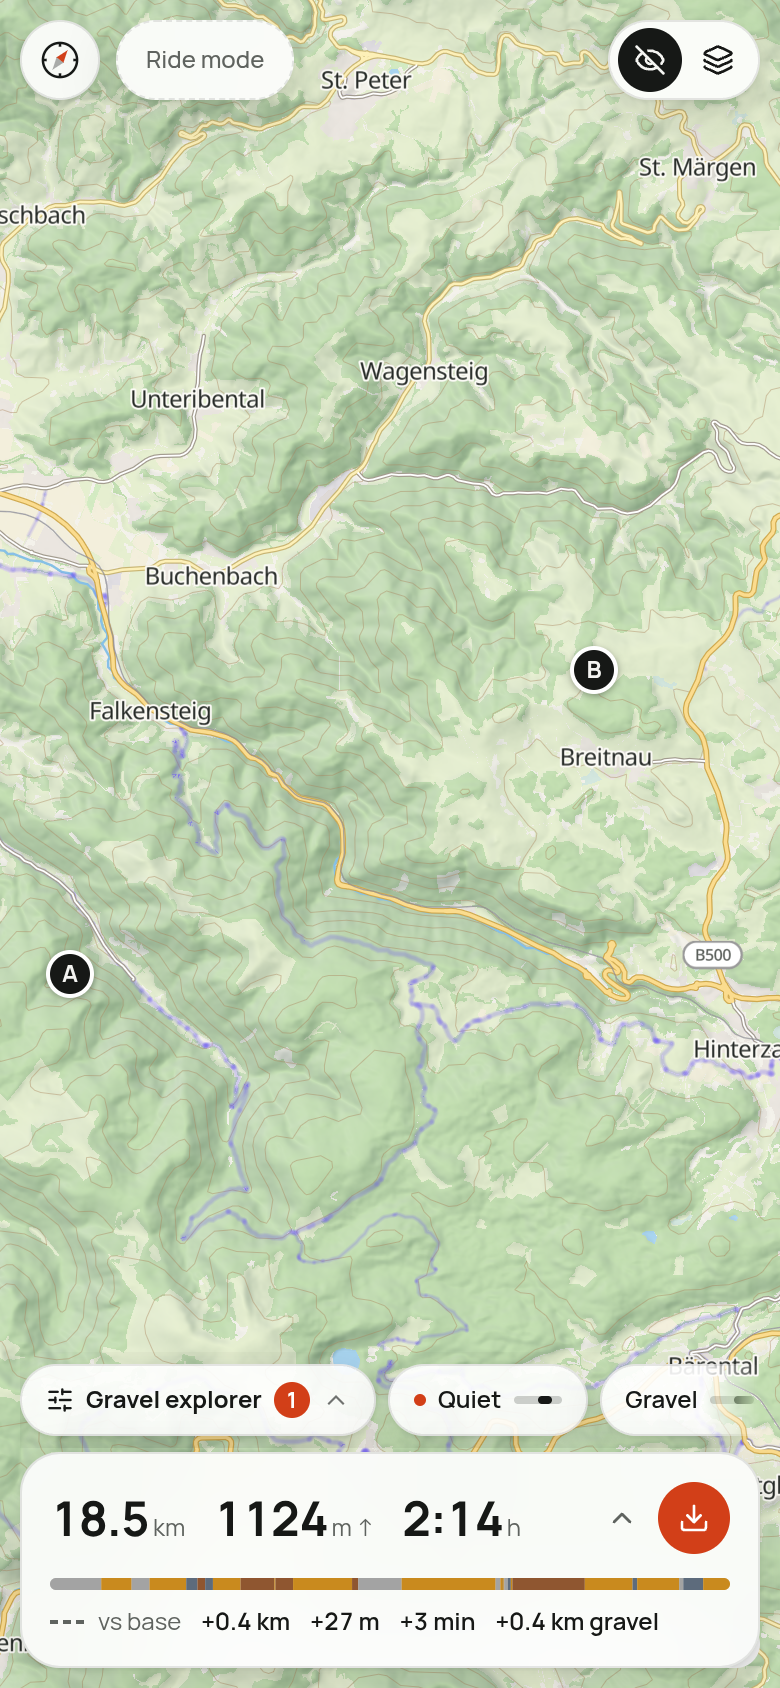 Ride mode
St. Peter
St. Märgen
schbach
Wagensteig
Unteribental
Buchenbach
B
Falkensteig
Breitnau
A
B500
Hinterza
Bärental
Gravel explorer 1
Quiet
Gravel
18.5 km 1124 m ↑ 2:14 h
vs base +0.4 km +27 m +3 min +0.4 km gravel